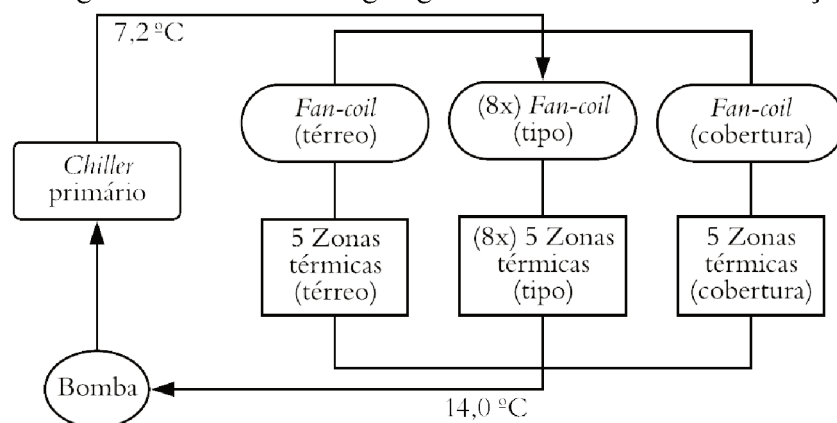 7,2 ºC
Fan-coil
(térreo)
(8x) Fan-coil
(tipo)
Fan-coil
(cobertura)
Chiller
primário
5 Zonas
térmicas
(térreo)
(8x) 5 Zonas
térmicas
(tipo)
5 Zonas
térmicas
(cobertura)
Bomba
14,0 ºC